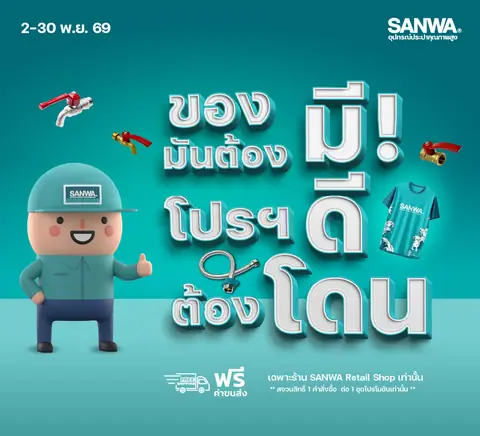 2-30 พ.ย. 69
SANWA®
อุปกรณ์ประปาคุณภาพสูง
ของ
มันต้อง
มี!
โปรฯ
ดี
ต้อง
โดน
SANWA
SANWA
ฟรี
ค่าขนส่ง
เฉพาะร้าน SANWA Retail Shop เท่านั้น
** สงวนสิทธิ์ 1 คำสั่งซื้อ ต่อ 1 ชุดโปรโมชันเท่านั้น **